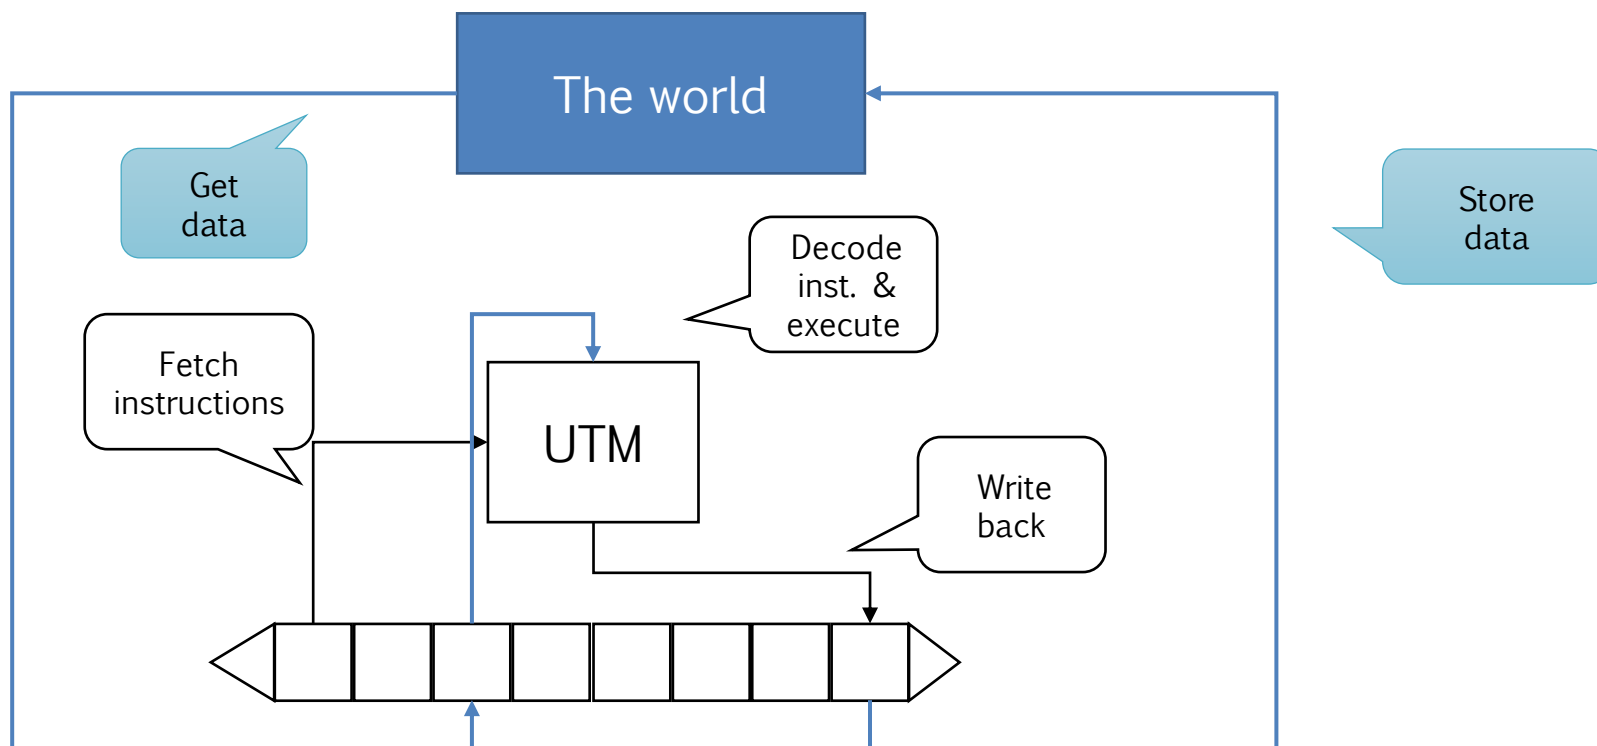 The world
Get
data
Store
data
Decode
inst. &
execute
Fetch
instructions
UTM
Write
back